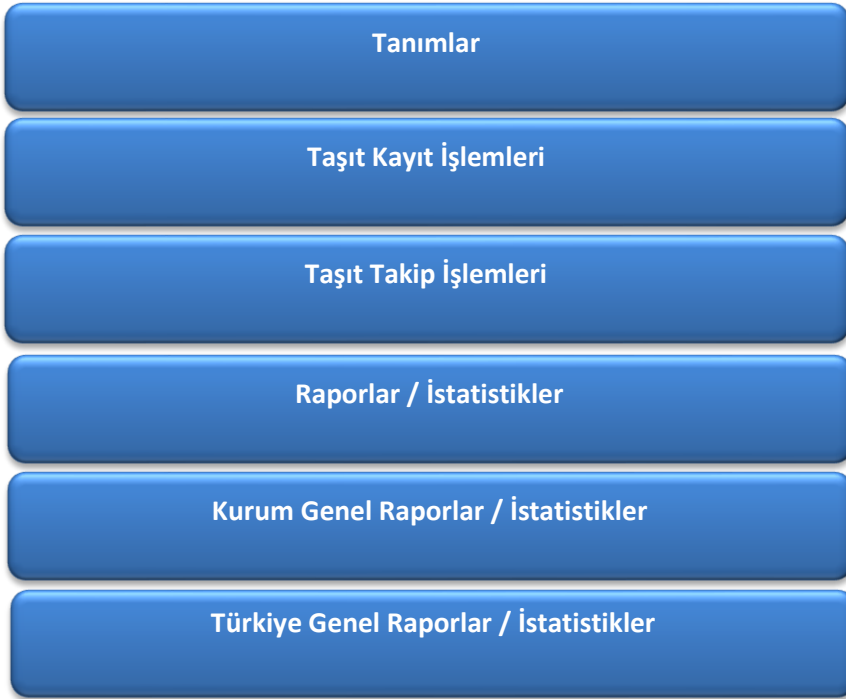 Tanımlar
Taşıt Kayıt İşlemleri
Taşıt Takip İşlemleri
Raporlar / İstatistikler
Kurum Genel Raporlar / İstatistikler
Türkiye Genel Raporlar / İstatistikler